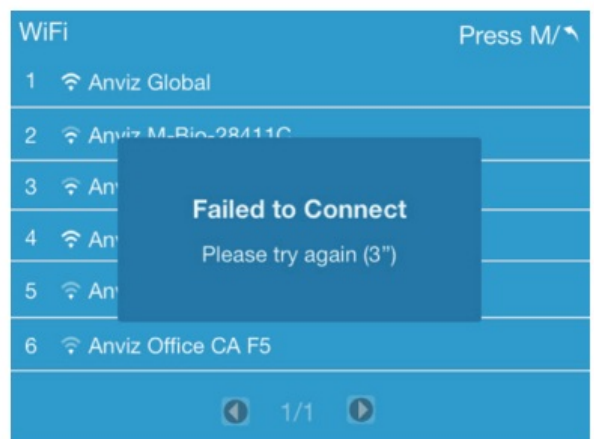 WiFi
Press M/
1 Anviz Global
2 Anviz M-Bio-28411C
3 An
4 An
5 An
6 Anviz Office CA F5
Failed to Connect
Please try again (3”)
1/1